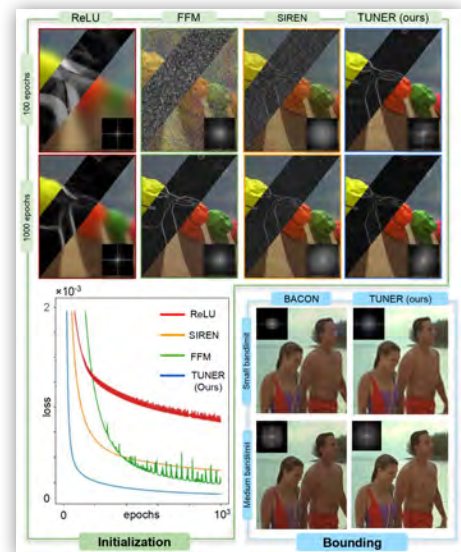 ReLU FFM SIREN TUNER (ours)
100 epochs
1000 epochs
×10⁻³
2
1
0
loss
ReLU
SIREN
FFM
TUNER
(Ours)
0 10³
epochs
Initialization
BACON TUNER (ours)
Small bandlimit
Medium bandlimit
Bounding